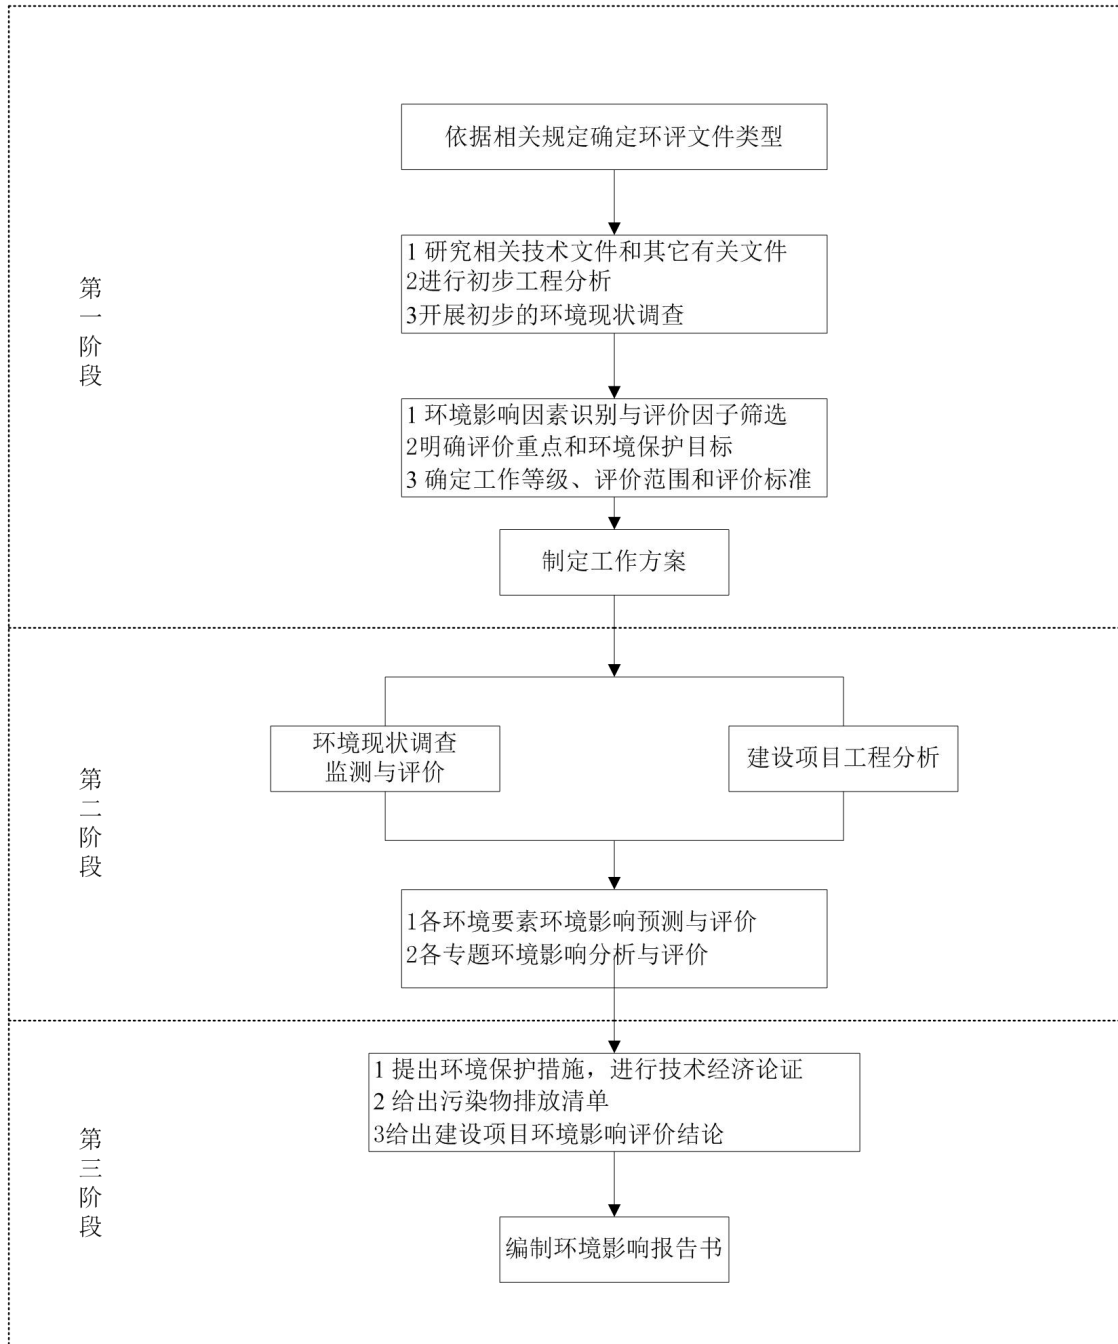 依据相关规定确定环评文件类型
第一阶段
1 研究相关技术文件和其它有关文件
2进行初步工程分析
3开展初步的环境现状调查
1 环境影响因素识别与评价因子筛选
2明确评价重点和环境保护目标
3 确定工作等级、评价范围和评价标准
制定工作方案
第二阶段
环境现状调查
监测与评价
建设项目工程分析
1各环境要素环境影响预测与评价
2各专题环境影响分析与评价
第三阶段
1 提出环境保护措施，进行技术经济论证
2 给出污染物排放清单
3给出建设项目环境影响评价结论
编制环境影响报告书